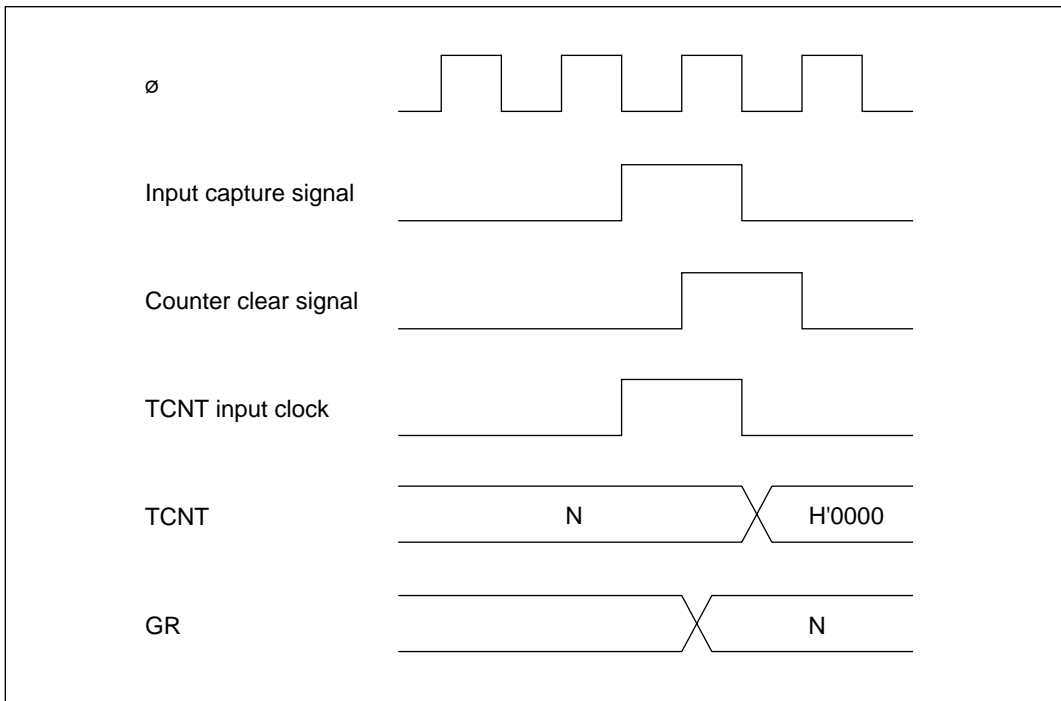 ø
Input capture signal
Counter clear signal
TCNT input clock
TCNT
N
H'0000
GR
N